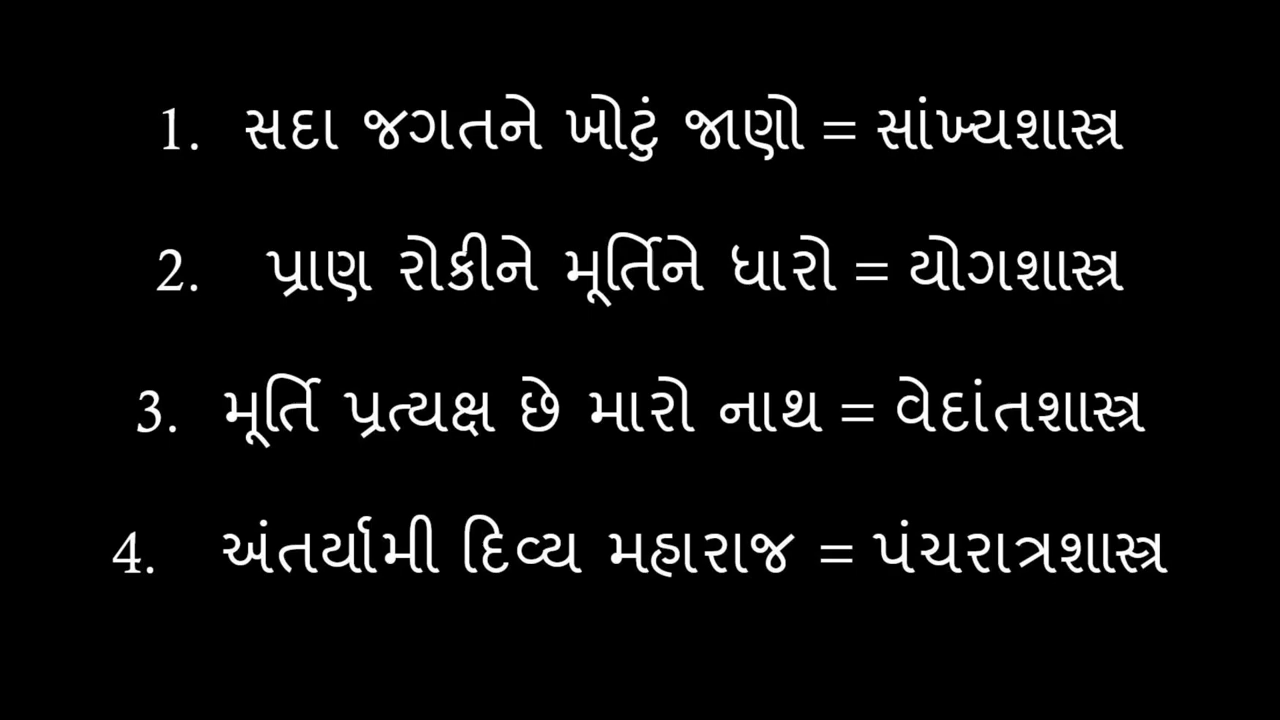 1. સદા જગતને ખોટું જાણો = સાંખ્યશાસ્ત્ર
2. પ્રાણ રોકીને મૂર્તિને ધારો = યોગશાસ્ત્ર
3. મૂર્તિ પ્રત્યક્ષ છે મારો નાથ = વેદાંતશાસ્ત્ર
4. અંતર્યામી દિવ્ય મહારાજ = પંચરાત્રશાસ્ત્ર